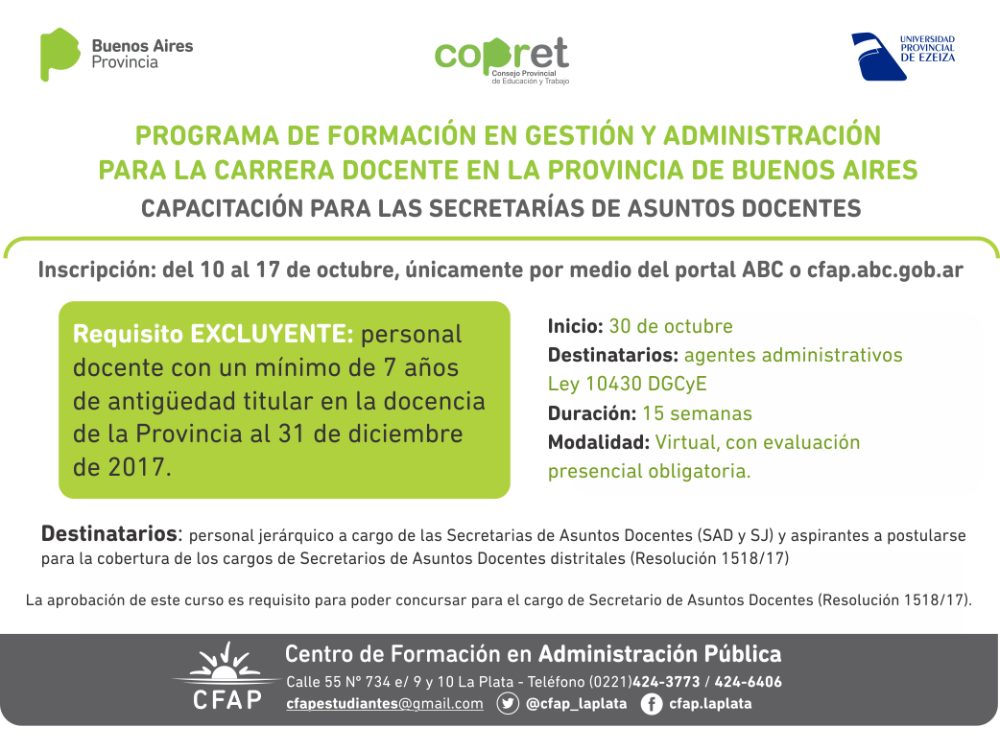 Buenos Aires
Provincia
copret
Consejo Provincial
de Educación y Trabajo
UNIVERSIDAD
PROVINCIAL
DE EZEIZA
PROGRAMA DE FORMACIÓN EN GESTIÓN Y ADMINISTRACIÓN
PARA LA CARRERA DOCENTE EN LA PROVINCIA DE BUENOS AIRES
CAPACITACIÓN PARA LAS SECRETARÍAS DE ASUNTOS DOCENTES
Inscripción: del 10 al 17 de octubre, únicamente por medio del portal ABC o cfap.abc.gob.ar
Requisito EXCLUYENTE: personal
docente con un mínimo de 7 años
de antigüedad titular en la docencia
de la Provincia al 31 de diciembre
de 2017.
Inicio: 30 de octubre
Destinatarios: agentes administrativos
Ley 10430 DGCyE
Duración: 15 semanas
Modalidad: Virtual, con evaluación
presencial obligatoria.
Destinatarios: personal jerárquico a cargo de las Secretarias de Asuntos Docentes (SAD y SJ) y aspirantes a postularse
para la cobertura de los cargos de Secretarios de Asuntos Docentes distritales (Resolución 1518/17)
La aprobación de este curso es requisito para poder concursar para el cargo de Secretario de Asuntos Docentes (Resolución 1518/17).
CFAP
Centro de Formación en Administración Pública
Calle 55 Nº 734 e/ 9 y 10 La Plata - Teléfono (0221)424-3773 / 424-6406
cfapestudiantes@gmail.com @cfap_laplata cfap.laplata